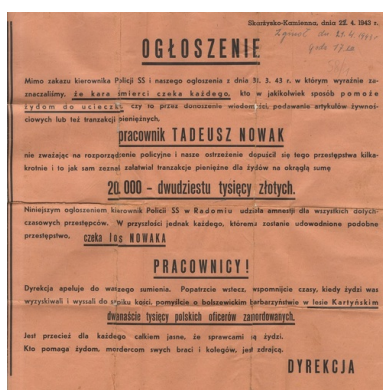 Skarżysko-Kamienna, dnia 22. 4. 1943 r.
OGŁOSZENIE
Mimo zakazu kierownika Policji SS i naszego ogłoszenia z dnia 31. 3. 43 r. w którym wyraźnie za-
znaczaliśmy, że kara śmierci czeka każdego, kto w jakikolwiek sposób pomoże
żydom do ucieczki, czy to przez donoszenie wiadomości, podawanie artykułów żywnoś-
ciowych lub też tranzakcji pieniężnych,
pracownik TADEUSZ NOWAK
nie zważając na rozporządzenie policyjne i nasze ostrzeżenie dopuścił się tego przestępstwa kilka-
krotnie i to jak sam zeznał załatwiał tranzakcje pieniężne dla żydów na okrągłą sumę
20 000 - dwudziestu tysięcy złotych.
Niniejszym ogłoszeniem kierownik Policji SS w Radomiu udziela amnestji dla wszystkich dotych-
czasowych przestępców. W przyszłości jednak każdego, któremu zostanie udowodnione podobne
przestępstwo, czeka los NOWAKA
PRACOWNICY!
Dyrekcja apeluje do waszego sumienia. Popatrzcie wstecz, wspomnijcie czasy, kiedy żydzi was
wyzyskiwali i wyssali do szpiku kości, pomyślcie o bolszewickim barbarzyństwie w lesie Kartyńskim
dwanaście tysięcy polskich oficerów zamordowanych.
Jest przecież dla każdego całkiem jasne, że sprawcami są żydzi.
Kto pomaga żydom, mordercom swych braci i kolegów, jest zdrajcą.
DYREKCJA